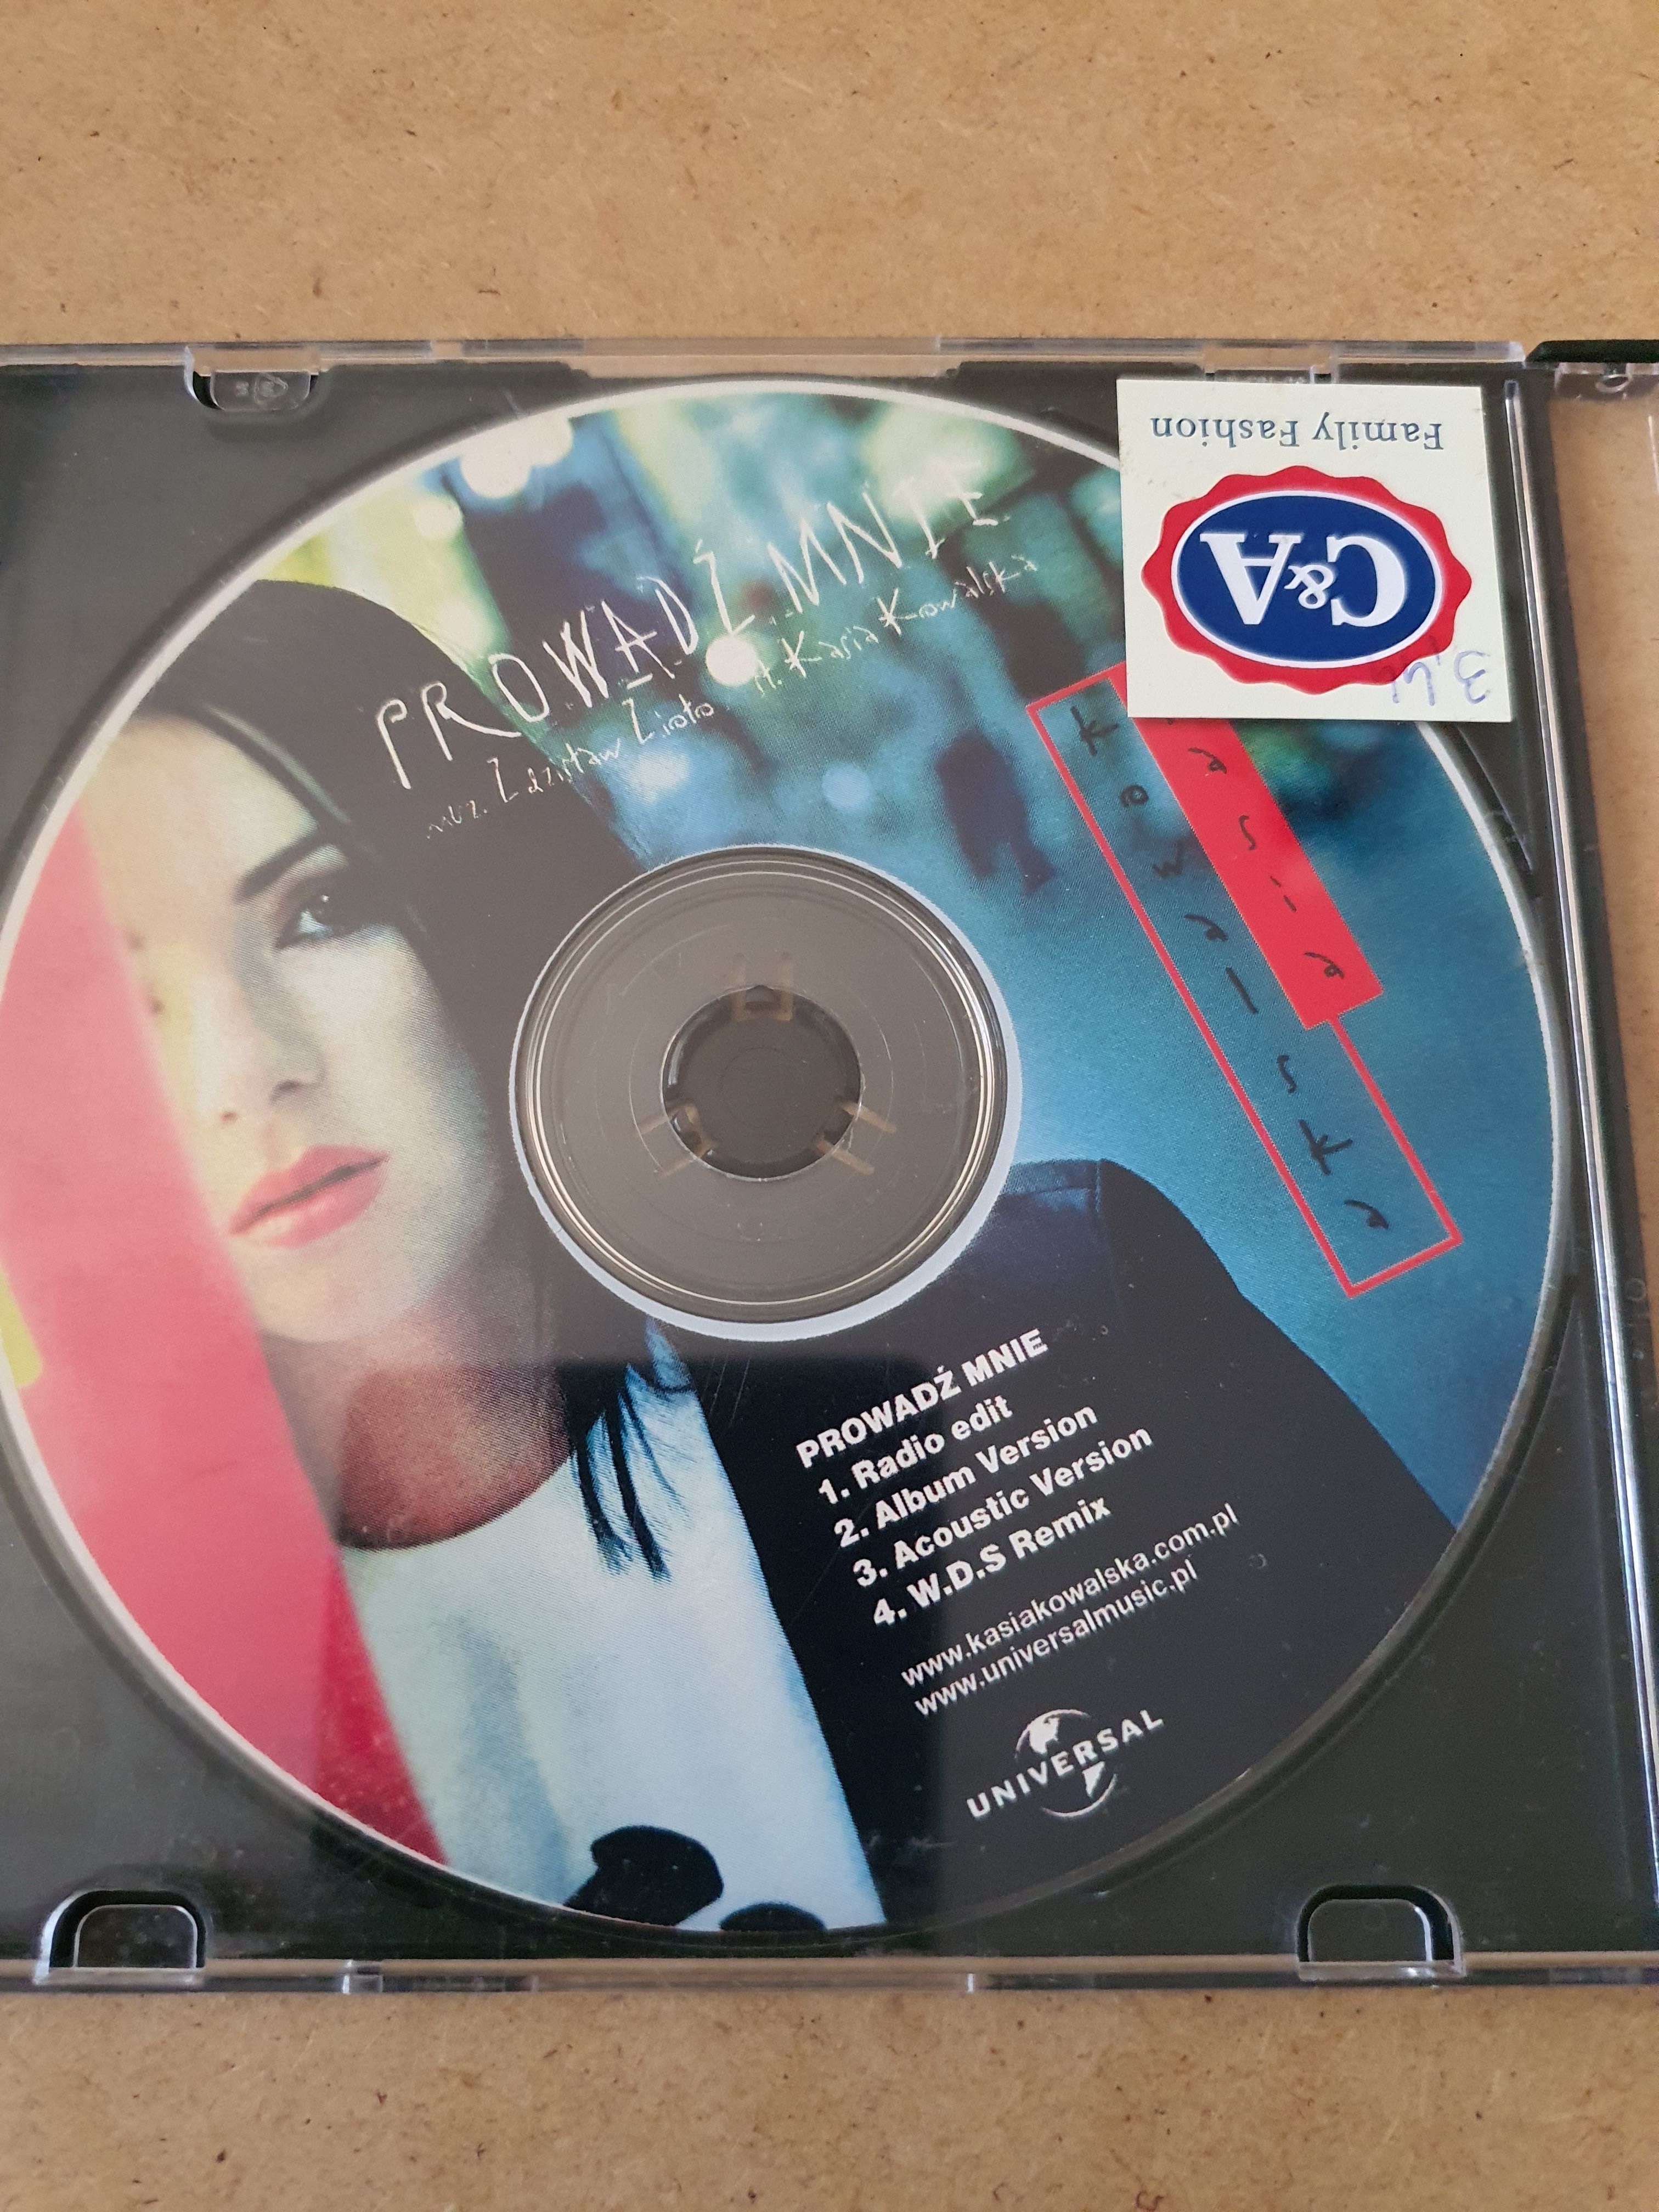 Family Fashion
C&A
PROWADŹ MNIE
muz. Zdzisław Zioło sł. Kasia Kowalska
Kasia
Kowalska
PROWADŹ MNIE
1. Radio edit
2. Album Version
3. Acoustic Version
4. W.D.S Remix
www.kasiakowalska.com.pl
www.universalmusic.pl
UNIVERSAL